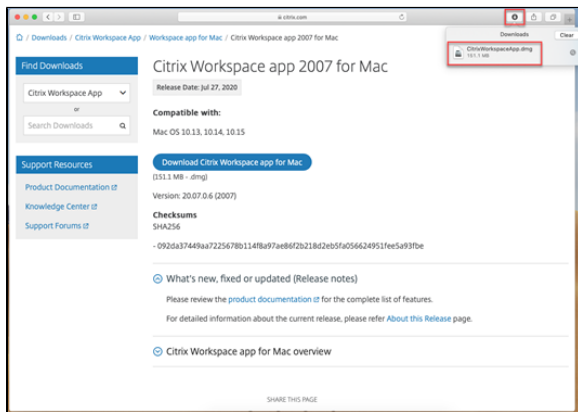 citrix.com
/ Downloads / Citrix Workspace App / Workspace app for Mac / Citrix Workspace app 2007 for Mac
Downloads
Clear
CitrixWorkspaceApp.dmg
151.1 MB
Find Downloads
Citrix Workspace App
or
Search Downloads
Support Resources
Product Documentation
Knowledge Center
Support Forums
Citrix Workspace app 2007 for Mac
Release Date: Jul 27, 2020
Compatible with:
Mac OS 10.13, 10.14, 10.15
Download Citrix Workspace app for Mac
(151.1 MB - .dmg)
Version: 20.07.0.6 (2007)
Checksums
SHA256
- 092da37449aa7225678b114f8a97ae86f2b218d2eb5fa056624951fee5a93fbe
What's new, fixed or updated (Release notes)
Please review the product documentation for the complete list of features.
For detailed information about the current release, please refer About this Release page.
Citrix Workspace app for Mac overview
SHARE THIS PAGE